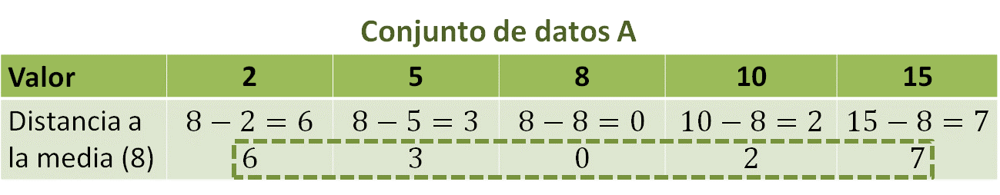 Conjunto de datos A
Valor 2 5 8 10 15
Distancia a 8 − 2 = 6 8 − 5 = 3 8 − 8 = 0 10 − 8 = 2 15 − 8 = 7
la media (8) 6 3 0 2 7